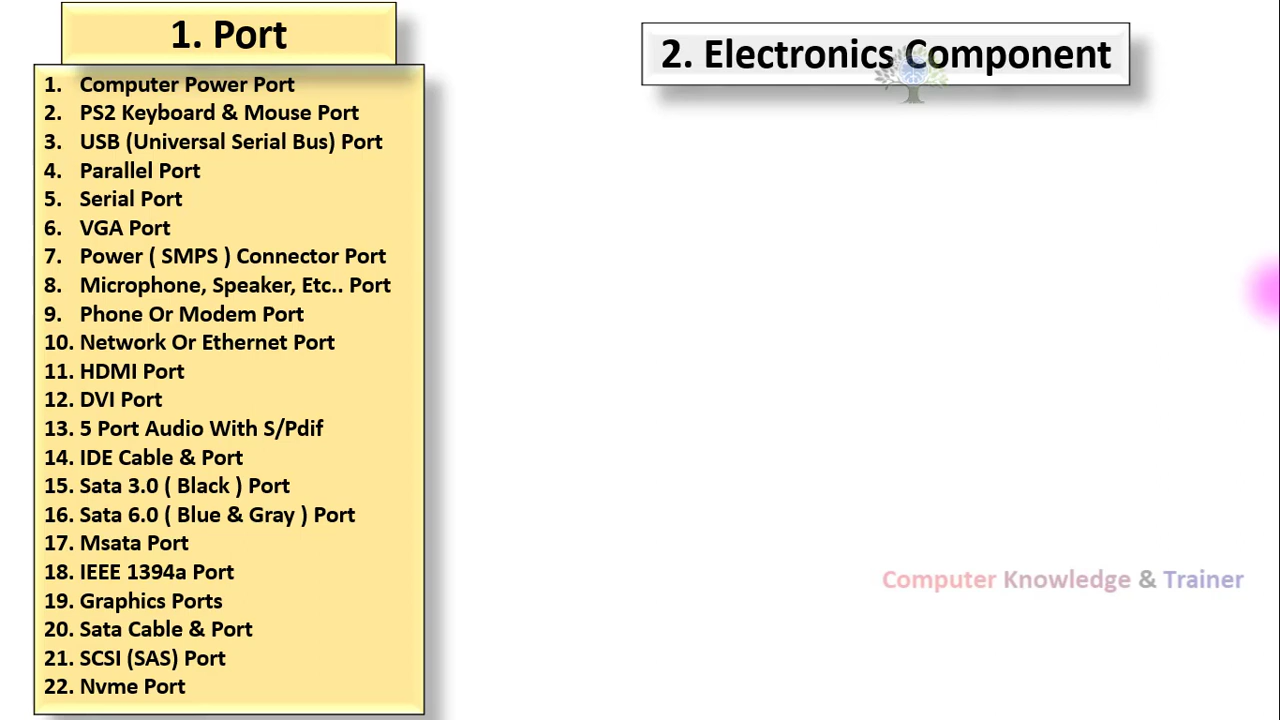 1. Port
1. Computer Power Port
2. PS2 Keyboard & Mouse Port
3. USB (Universal Serial Bus) Port
4. Parallel Port
5. Serial Port
6. VGA Port
7. Power ( SMPS ) Connector Port
8. Microphone, Speaker, Etc.. Port
9. Phone Or Modem Port
10. Network Or Ethernet Port
11. HDMI Port
12. DVI Port
13. 5 Port Audio With S/Pdif
14. IDE Cable & Port
15. Sata 3.0 ( Black ) Port
16. Sata 6.0 ( Blue & Gray ) Port
17. Msata Port
18. IEEE 1394a Port
19. Graphics Ports
20. Sata Cable & Port
21. SCSI (SAS) Port
22. Nvme Port
2. Electronics Component
Computer Knowledge & Trainer